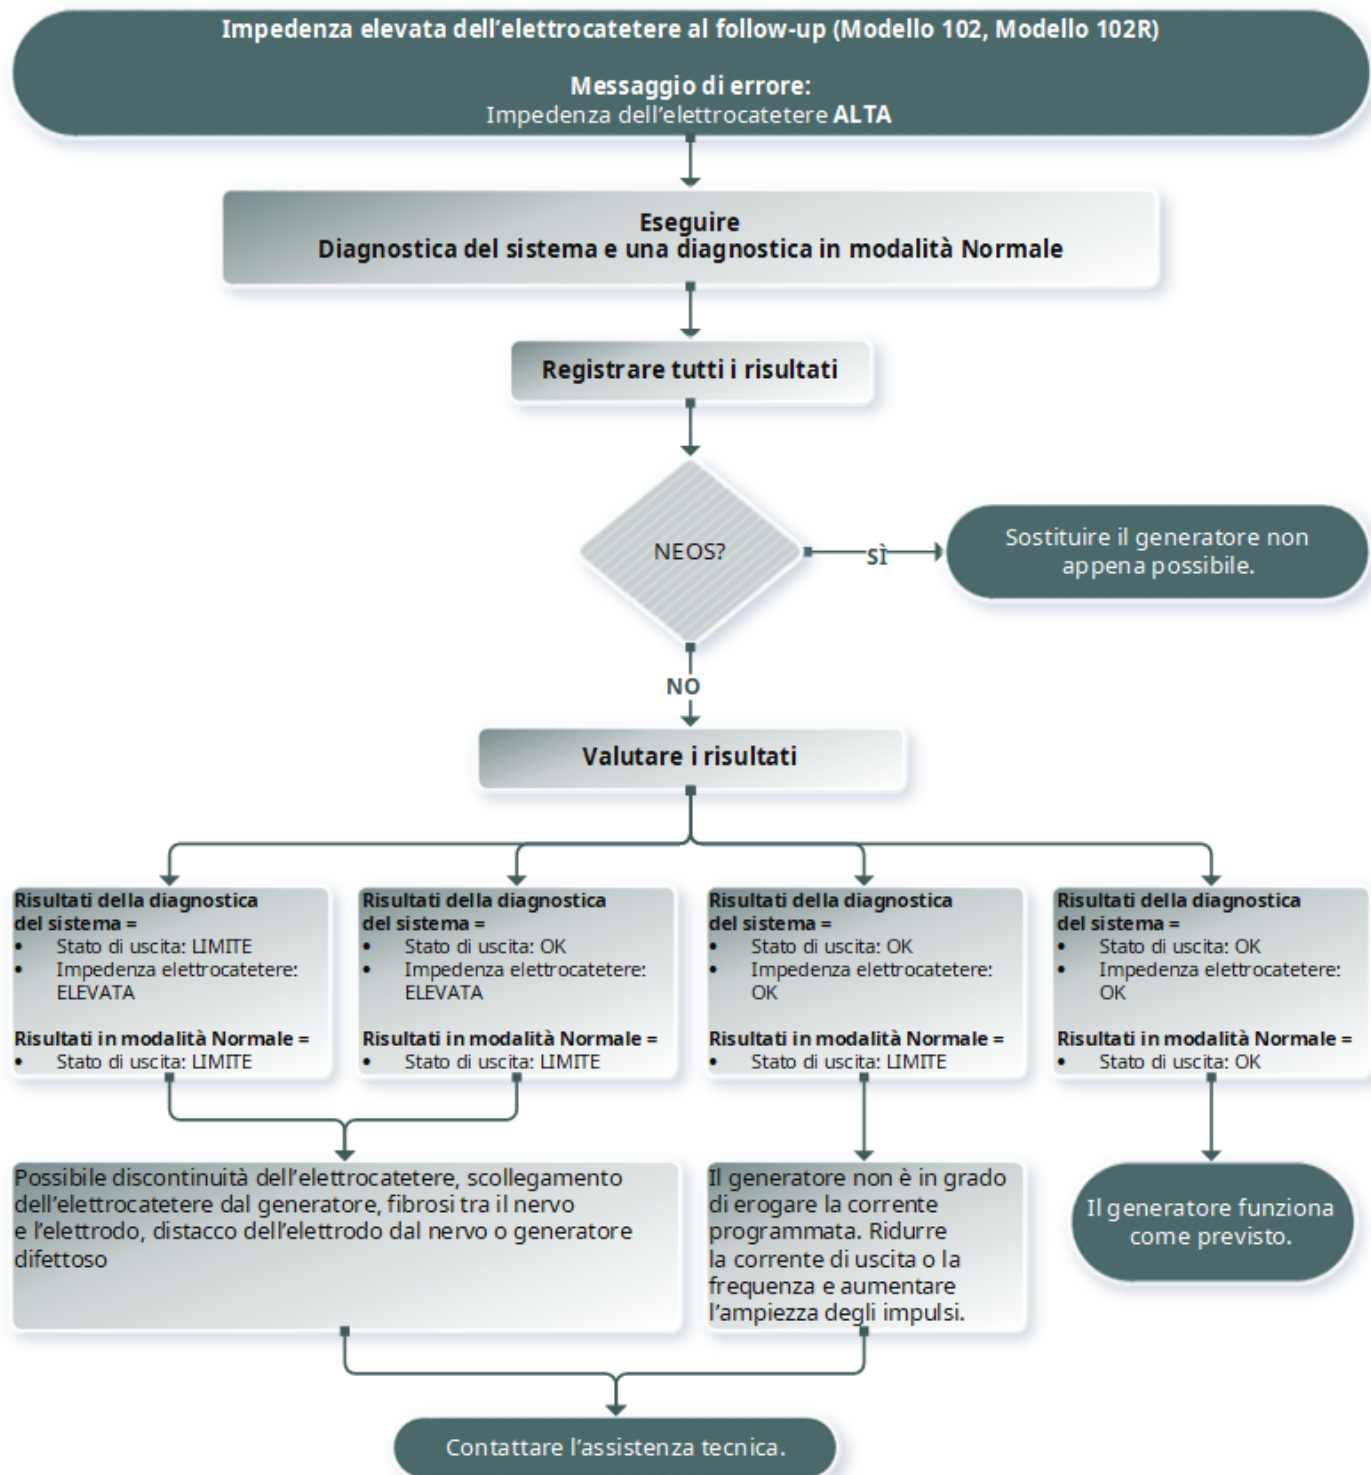 Impedenza elevata dell’elettrocatetere al follow-up (Modello 102, Modello 102R)
Messaggio di errore:
Impedenza dell’elettrocatetere ALTA
Eseguire
Diagnostica del sistema e una diagnostica in modalità Normale
Registrare tutti i risultati
NEOS?
SÌ
Sostituire il generatore non
appena possibile.
NO
Valutare i risultati
Risultati della diagnostica
del sistema =
• Stato di uscita: LIMITE
• Impedenza elettrocatetere:
ELEVATA
Risultati in modalità Normale =
• Stato di uscita: LIMITE
Risultati della diagnostica
del sistema =
• Stato di uscita: OK
• Impedenza elettrocatetere:
ELEVATA
Risultati in modalità Normale =
• Stato di uscita: LIMITE
Risultati della diagnostica
del sistema =
• Stato di uscita: OK
• Impedenza elettrocatetere:
OK
Risultati in modalità Normale =
• Stato di uscita: LIMITE
Risultati della diagnostica
del sistema =
• Stato di uscita: OK
• Impedenza elettrocatetere:
OK
Risultati in modalità Normale =
• Stato di uscita: OK
Possibile discontinuità dell’elettrocatetere, scollegamento
dell’elettrocatetere dal generatore, fibrosi tra il nervo
e l’elettrodo, distacco dell’elettrodo dal nervo o generatore
difettoso
Il generatore non è in grado
di erogare la corrente
programmata. Ridurre
la corrente di uscita o la
frequenza e aumentare
l’ampiezza degli impulsi.
Il generatore funziona
come previsto.
Contattare l’assistenza tecnica.